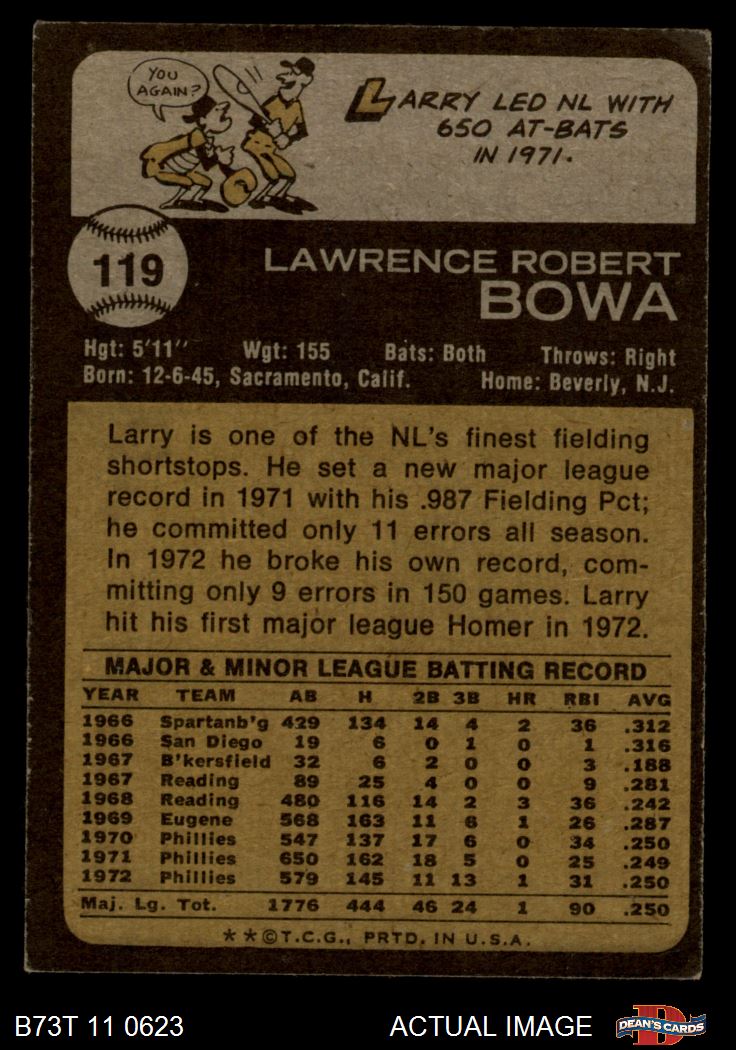 YOU
AGAIN?
LARRY LED NL WITH
650 AT-BATS
IN 1971.
119
LAWRENCE ROBERT
BOWA
Hgt: 5'11" Wgt: 155 Bats: Both Throws: Right
Born: 12-6-45, Sacramento, Calif. Home: Beverly, N.J.
Larry is one of the NL's finest fielding
shortstops. He set a new major league
record in 1971 with his .987 Fielding Pct;
he committed only 11 errors all season.
In 1972 he broke his own record, com-
mitting only 9 errors in 150 games. Larry
hit his first major league Homer in 1972.
MAJOR & MINOR LEAGUE BATTING RECORD
YEAR TEAM AB H 2B 3B HR RBI AVG
1966 Spartanb'g 429 134 14 4 2 36 .312
1966 San Diego 19 6 0 1 0 1 .316
1967 B'kersfield 32 6 2 0 0 3 .188
1967 Reading 89 25 4 0 0 9 .281
1968 Reading 480 116 14 2 3 36 .242
1969 Eugene 568 163 11 6 1 26 .287
1970 Phillies 547 137 17 6 0 34 .250
1971 Phillies 650 162 18 5 0 25 .249
1972 Phillies 579 145 11 13 1 31 .250
Maj. Lg. Tot. 1776 444 46 24 1 90 .250
**©T.C.G., PRTD. IN U.S.A.
B73T 11 0623 ACTUAL IMAGE D DEAN'S CARDS